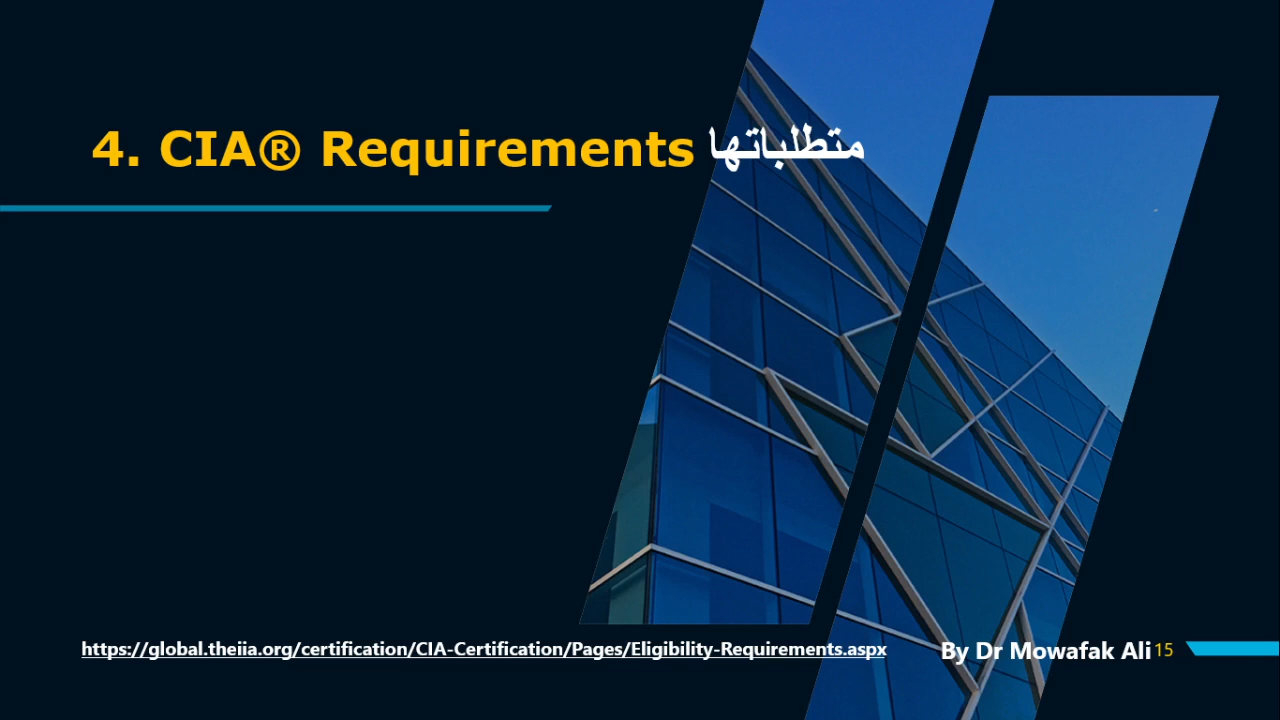 4. CIA® Requirements متطلباتها
https://global.theiia.org/certification/CIA-Certification/Pages/Eligibility-Requirements.aspx
By Dr Mowafak Ali 15